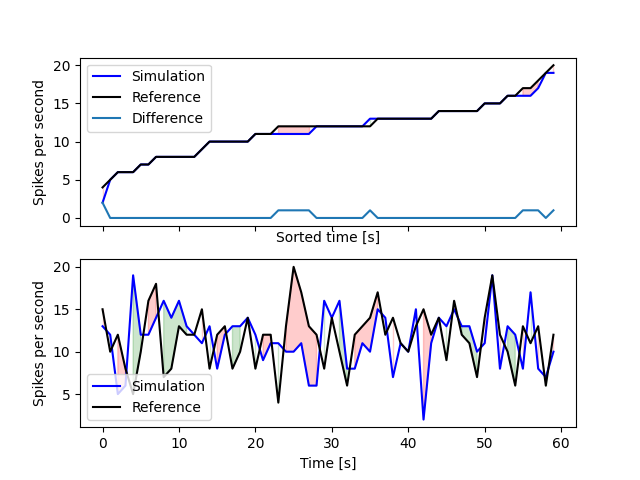 20
15
10
5
0
Spikes per second
Simulation
Reference
Difference
Sorted time [s]
20
15
10
5
Spikes per second
Simulation
Reference
0 10 20 30 40 50 60
Time [s]